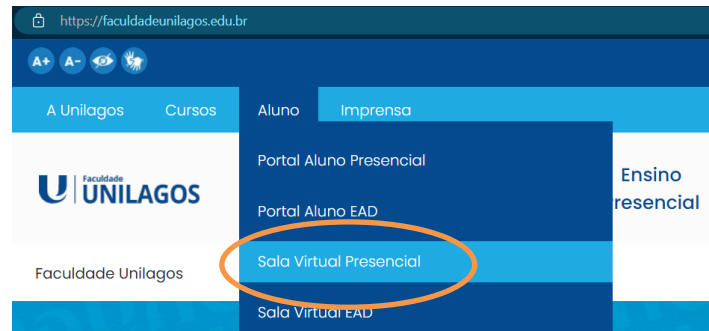 https://faculdadeunilagos.edu.br
A+ A-
A Unilagos Cursos Aluno Imprensa
Portal Aluno Presencial
Faculdade
UNILAGOS
Ensino
resencial
Portal Aluno EAD
Sala Virtual Presencial
Faculdade Unilagos
Sala Virtual EAD